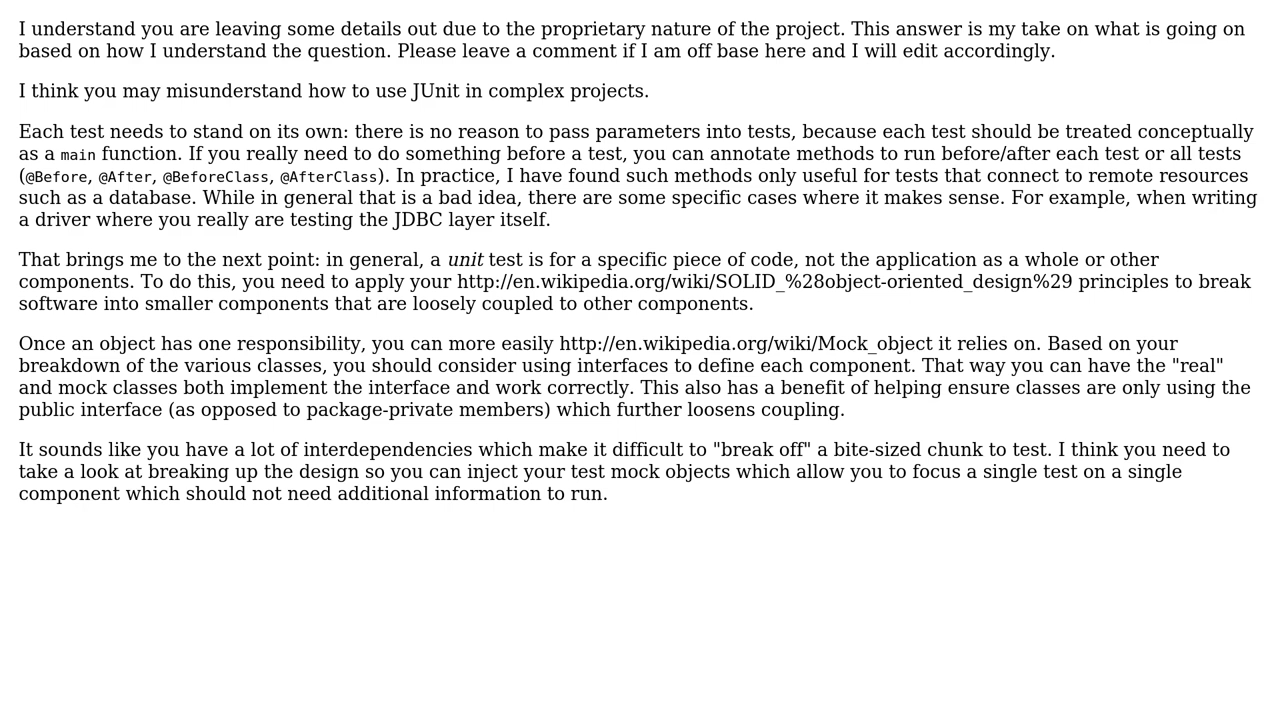 I understand you are leaving some details out due to the proprietary nature of the project. This answer is my take on what is going on
based on how I understand the question. Please leave a comment if I am off base here and I will edit accordingly.
I think you may misunderstand how to use JUnit in complex projects.
Each test needs to stand on its own: there is no reason to pass parameters into tests, because each test should be treated conceptually
as a main function. If you really need to do something before a test, you can annotate methods to run before/after each test or all tests
(@Before, @After, @BeforeClass, @AfterClass). In practice, I have found such methods only useful for tests that connect to remote resources
such as a database. While in general that is a bad idea, there are some specific cases where it makes sense. For example, when writing
a driver where you really are testing the JDBC layer itself.
That brings me to the next point: in general, a unit test is for a specific piece of code, not the application as a whole or other
components. To do this, you need to apply your http://en.wikipedia.org/wiki/SOLID_%28object-oriented_design%29 principles to break
software into smaller components that are loosely coupled to other components.
Once an object has one responsibility, you can more easily http://en.wikipedia.org/wiki/Mock_object it relies on. Based on your
breakdown of the various classes, you should consider using interfaces to define each component. That way you can have the "real"
and mock classes both implement the interface and work correctly. This also has a benefit of helping ensure classes are only using the
public interface (as opposed to package-private members) which further loosens coupling.
It sounds like you have a lot of interdependencies which make it difficult to "break off" a bite-sized chunk to test. I think you need to
take a look at breaking up the design so you can inject your test mock objects which allow you to focus a single test on a single
component which should not need additional information to run.